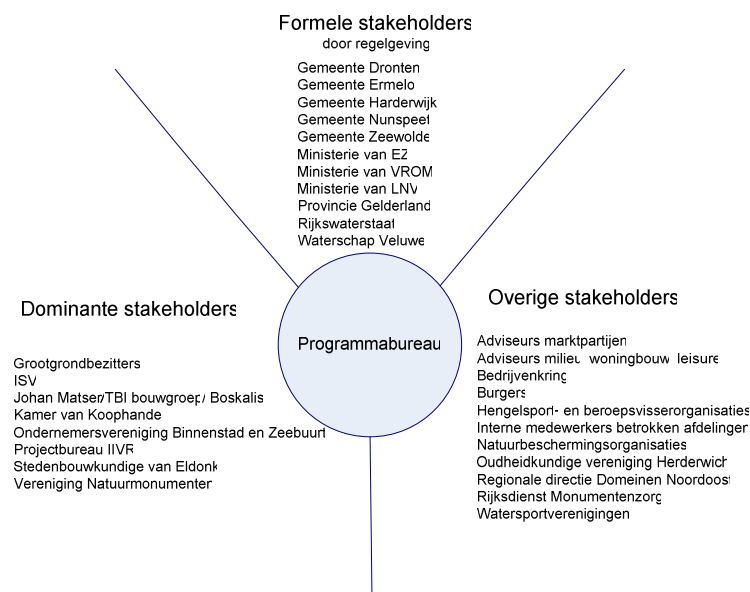 Formele stakeholders
door regelgeving
Gemeente Dronten
Gemeente Ermelo
Gemeente Harderwijk
Gemeente Nunspeet
Gemeente Zeewolde
Ministerie van EZ
Ministerie van VROM
Ministerie van LNV
Provincie Gelderland
Rijkswaterstaat
Waterschap Veluwe
Programmabureau
Dominante stakeholders
Grootgrondbezitters
ISV
Johan Matser/TBI bouwgroep/ Boskalis
Kamer van Koophandel
Ondernemersvereniging Binnenstad en Zeebuurt
Projectbureau IIVR
Stedenbouwkundige van Eldonk
Vereniging Natuurmonumenten
Overige stakeholders
Adviseurs marktpartijen
Adviseurs milieu, woningbouw, leisure
Bedrijvenkring
Burgers
Hengelsport- en beroepsvisserorganisaties
Interne medewerkers betrokken afdelingen
Natuurbeschermingsorganisaties
Oudheidkundige vereniging Herderwich
Regionale directie Domeinen Noordoost
Rijksdienst Monumentenzorg
Watersportverenigingen